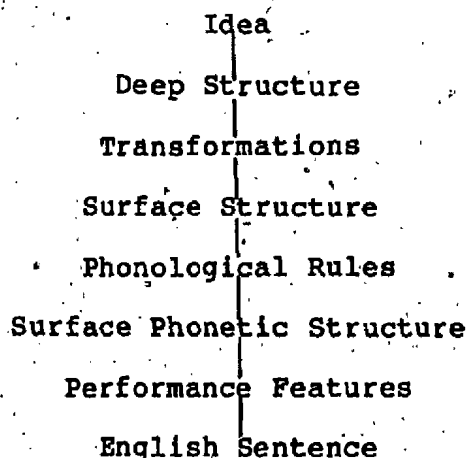 Idea
Deep Structure
Transformations
Surface Structure
Phonological Rules
Surface Phonetic Structure
Performance Features
English Sentence